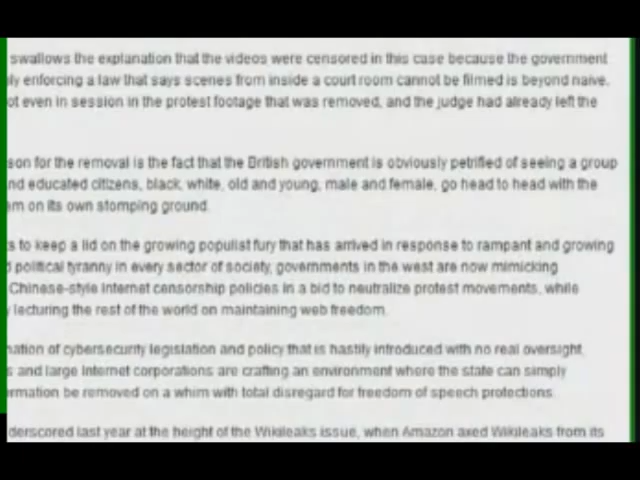 swallows the explanation that the videos were censored in this case because the government
ly enforcing a law that says scenes from inside a court room cannot be filmed is beyond naive.
ot even in session in the protest footage that was removed, and the judge had already left the
son for the removal is the fact that the British government is obviously petrified of seeing a group
nd educated citizens, black, white, old and young, male and female, go head to head with the
em on its own stomping ground.
s to keep a lid on the growing populist fury that has arrived in response to rampant and growing
d political tyranny in every sector of society, governments in the west are now mimicking
Chinese-style Internet censorship policies in a bid to neutralize protest movements, while
y lecturing the rest of the world on maintaining web freedom.
nation of cybersecurity legislation and policy that is hastily introduced with no real oversight,
s and large Internet corporations are crafting an environment where the state can simply
ormation be removed on a whim with total disregard for freedom of speech protections.
derscored last year at the height of the Wikileaks issue, when Amazon axed Wikileaks from its